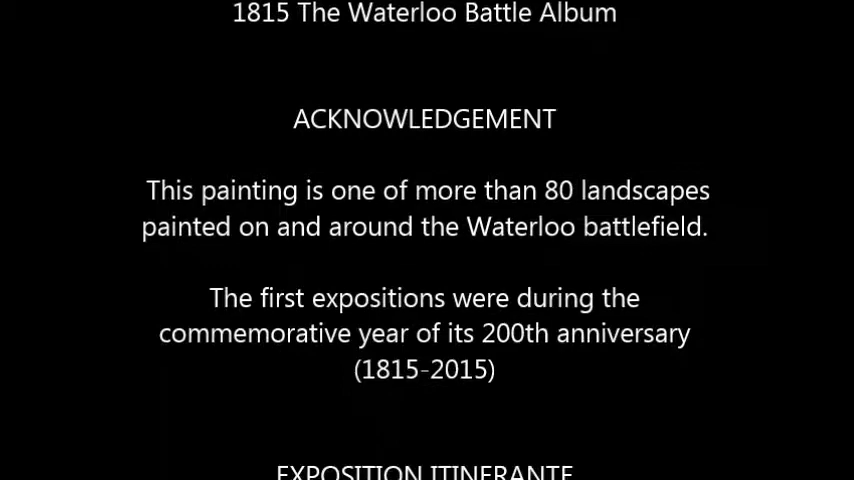 1815 The Waterloo Battle Album
ACKNOWLEDGEMENT
This painting is one of more than 80 landscapes
painted on and around the Waterloo battlefield.
The first expositions were during the
commemorative year of its 200th anniversary
(1815-2015)
EXPOSITION ITINERANTE